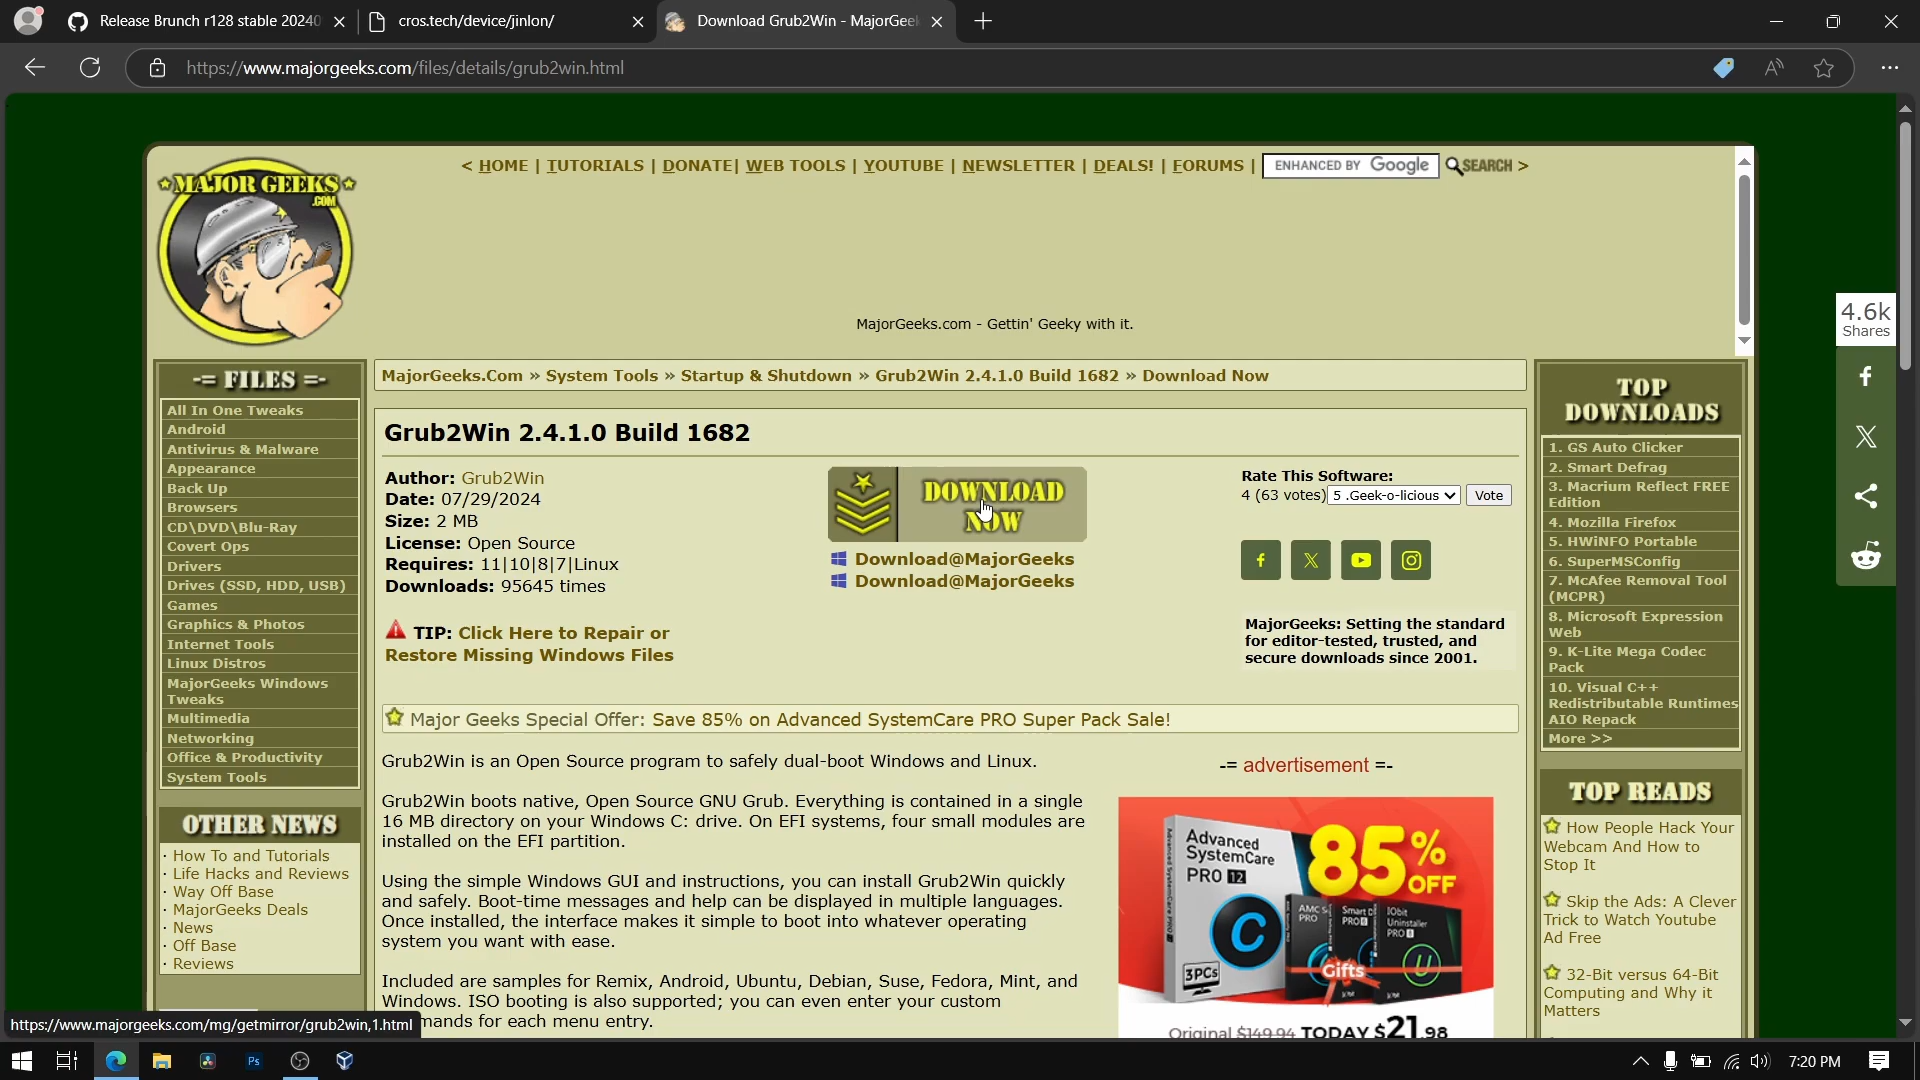 Release Brunch r128 stable 20240
cros.tech/device/jinlon/
Download Grub2Win - MajorGeek
https://www.majorgeeks.com/files/details/grub2win.html
MAJOR GEEKS
.COM
< HOME | TUTORIALS | DONATE| WEB TOOLS | YOUTUBE | NEWSLETTER | DEALS! | FORUMS | ENHANCED BY Google SEARCH >
MajorGeeks.com - Gettin' Geeky with it.
4.6k
Shares
-= FILES =-
All In One Tweaks
Android
Antivirus & Malware
Appearance
Back Up
Browsers
CD\DVD\Blu-Ray
Covert Ops
Drivers
Drives (SSD, HDD, USB)
Games
Graphics & Photos
Internet Tools
Linux Distros
MajorGeeks Windows
Tweaks
Multimedia
Networking
Office & Productivity
System Tools
OTHER NEWS
· How To and Tutorials
· Life Hacks and Reviews
· Way Off Base
· MajorGeeks Deals
· News
· Off Base
· Reviews
MajorGeeks.Com » System Tools » Startup & Shutdown » Grub2Win 2.4.1.0 Build 1682 » Download Now
Grub2Win 2.4.1.0 Build 1682
Author: Grub2Win
Date: 07/29/2024
Size: 2 MB
License: Open Source
Requires: 11|10|8|7|Linux
Downloads: 95645 times
TIP: Click Here to Repair or
Restore Missing Windows Files
DOWNLOAD
NOW
Download@MajorGeeks
Download@MajorGeeks
Rate This Software:
4 (63 votes) 5 .Geek-o-licious Vote
MajorGeeks: Setting the standard
for editor-tested, trusted, and
secure downloads since 2001.
Major Geeks Special Offer: Save 85% on Advanced SystemCare PRO Super Pack Sale!
Grub2Win is an Open Source program to safely dual-boot Windows and Linux.
Grub2Win boots native, Open Source GNU Grub. Everything is contained in a single
16 MB directory on your Windows C: drive. On EFI systems, four small modules are
installed on the EFI partition.
Using the simple Windows GUI and instructions, you can install Grub2Win quickly
and safely. Boot-time messages and help can be displayed in multiple languages.
Once installed, the interface makes it simple to boot into whatever operating
system you want with ease.
Included are samples for Remix, Android, Ubuntu, Debian, Suse, Fedora, Mint, and
Windows. ISO booting is also supported; you can even enter your custom
mands for each menu entry.
-= advertisement =-
Advanced
SystemCare
PRO 12
85%
OFF
AMC S
PRO
Smart D
PRO
IObit
Uninstaller
PRO
3PCs
Gifts
Original $149.94 TODAY $21.98
TOP
DOWNLOADS
1. GS Auto Clicker
2. Smart Defrag
3. Macrium Reflect FREE
Edition
4. Mozilla Firefox
5. HWiNFO Portable
6. SuperMSConfig
7. McAfee Removal Tool
(MCPR)
8. Microsoft Expression
Web
9. K-Lite Mega Codec
Pack
10. Visual C++
Redistributable Runtimes
AIO Repack
More >>
TOP READS
How People Hack Your
Webcam And How to
Stop It
Skip the Ads: A Clever
Trick to Watch Youtube
Ad Free
32-Bit versus 64-Bit
Computing and Why it
Matters
https://www.majorgeeks.com/mg/getmirror/grub2win,1.html
Ps
7:20 PM